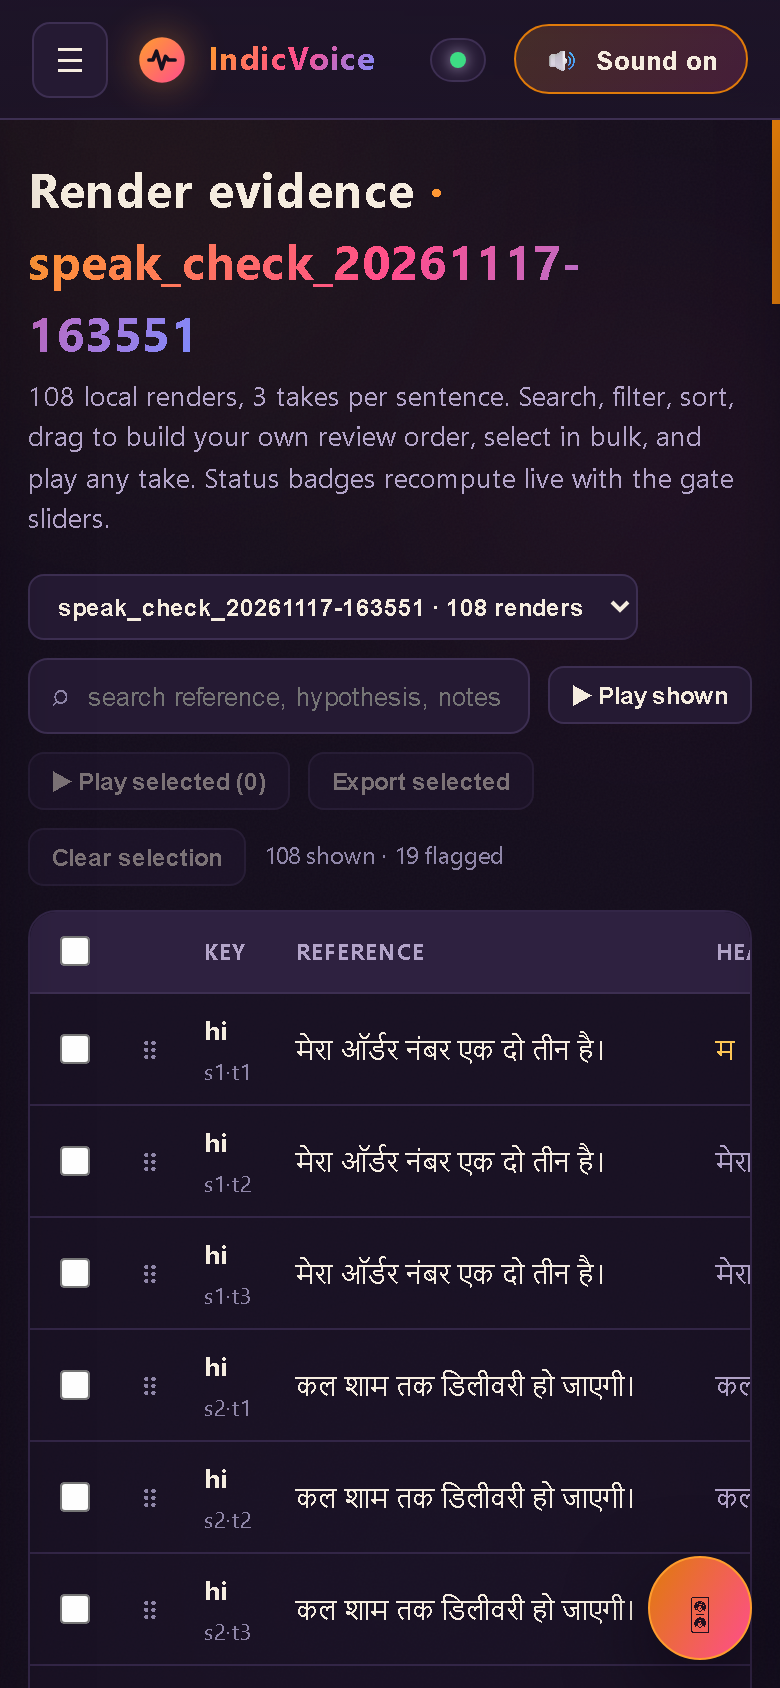 IndicVoice
Sound on
Render evidence ·
speak_check_20261117-
163551
108 local renders, 3 takes per sentence. Search, filter, sort,
drag to build your own review order, select in bulk, and
play any take. Status badges recompute live with the gate
sliders.
speak_check_20261117-163551 · 108 renders
search reference, hypothesis, notes
▶ Play shown
▶ Play selected (0)
Export selected
Clear selection
108 shown · 19 flagged
KEY REFERENCE
hi
s1·t1
मेरा ऑर्डर नंबर एक दो तीन है।
म
hi
s1·t2
मेरा ऑर्डर नंबर एक दो तीन है।
मेरा
hi
s1·t3
मेरा ऑर्डर नंबर एक दो तीन है।
मेरा
hi
s2·t1
कल शाम तक डिलीवरी हो जाएगी।
कल
hi
s2·t2
कल शाम तक डिलीवरी हो जाएगी।
कल
hi
s2·t3
कल शाम तक डिलीवरी हो जाएगी।